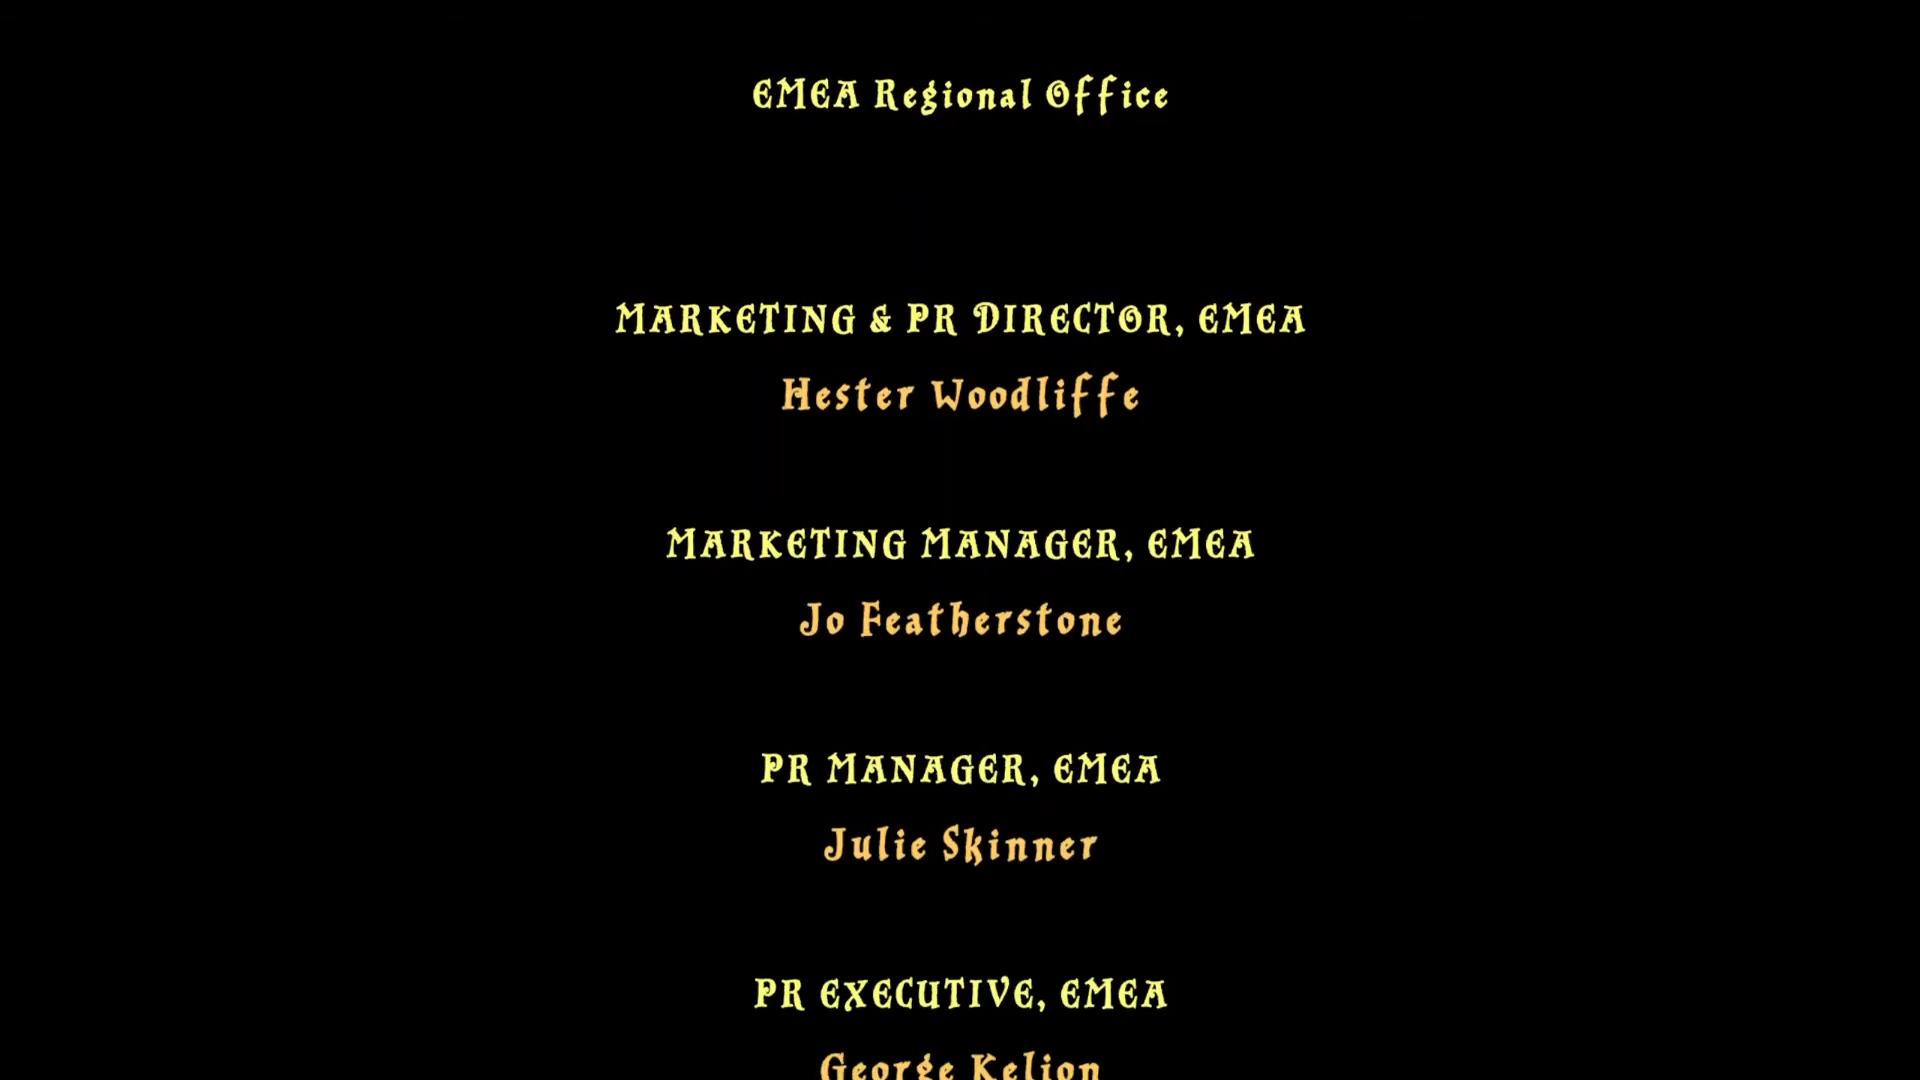 EMEA Regional Office
MARKETING & PR DIRECTOR, EMEA
Hester Woodliffe
MARKETING MANAGER, EMEA
Jo Featherstone
PR MANAGER, EMEA
Julie Skinner
PR EXECUTIVE, EMEA
George Kelion